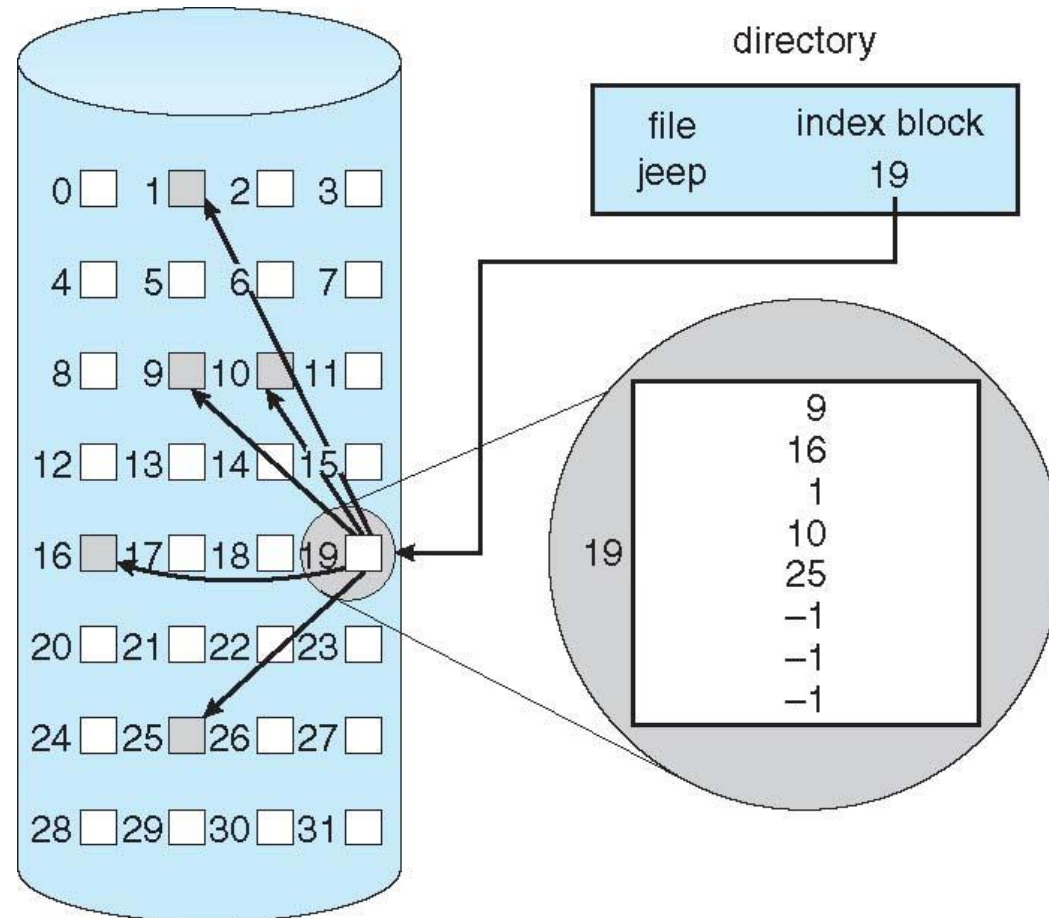 directory
file index block
jeep 19
0 1 2 3
4 5 6 7
8 9 10 11
12 13 14 15
16 17 18 19
20 21 22 23
24 25 26 27
28 29 30 31
19
9
16
1
10
25
–1
–1
–1